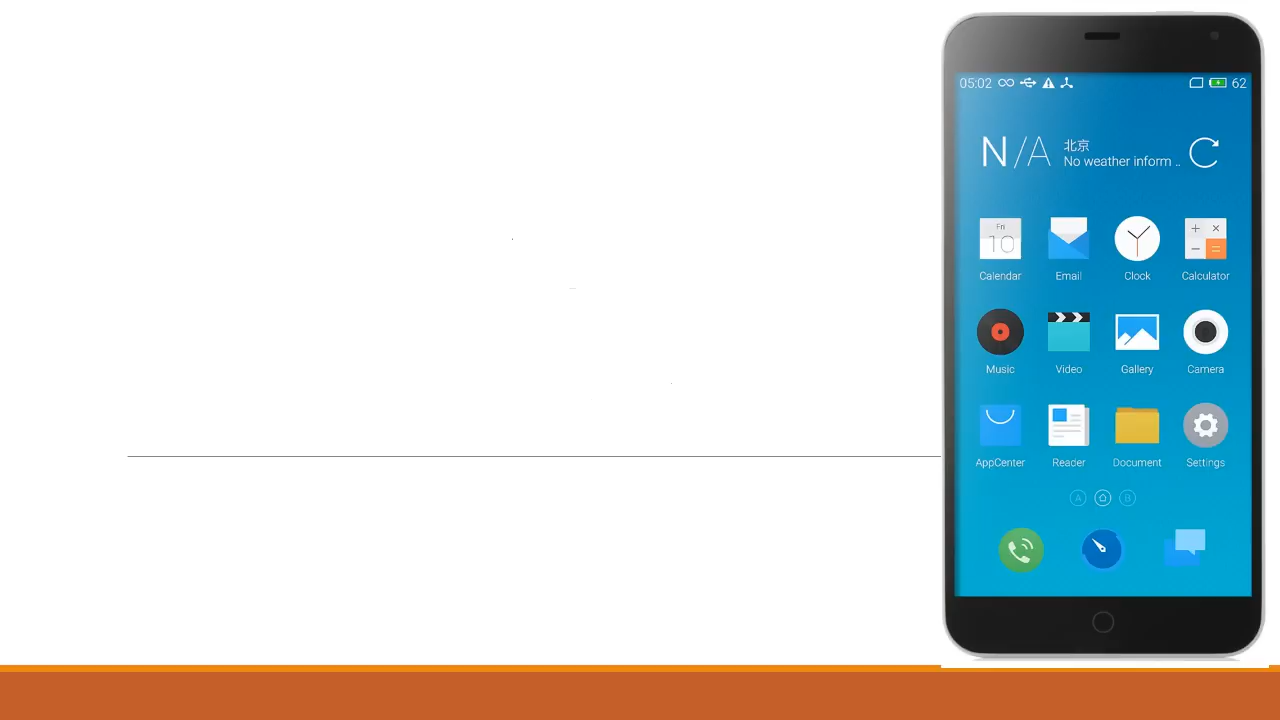 05:02
62
N/A
北京
No weather inform ..
Fri
10
Calendar
Email
Clock
Calculator
Music
Video
Gallery
Camera
AppCenter
Reader
Document
Settings
A
B